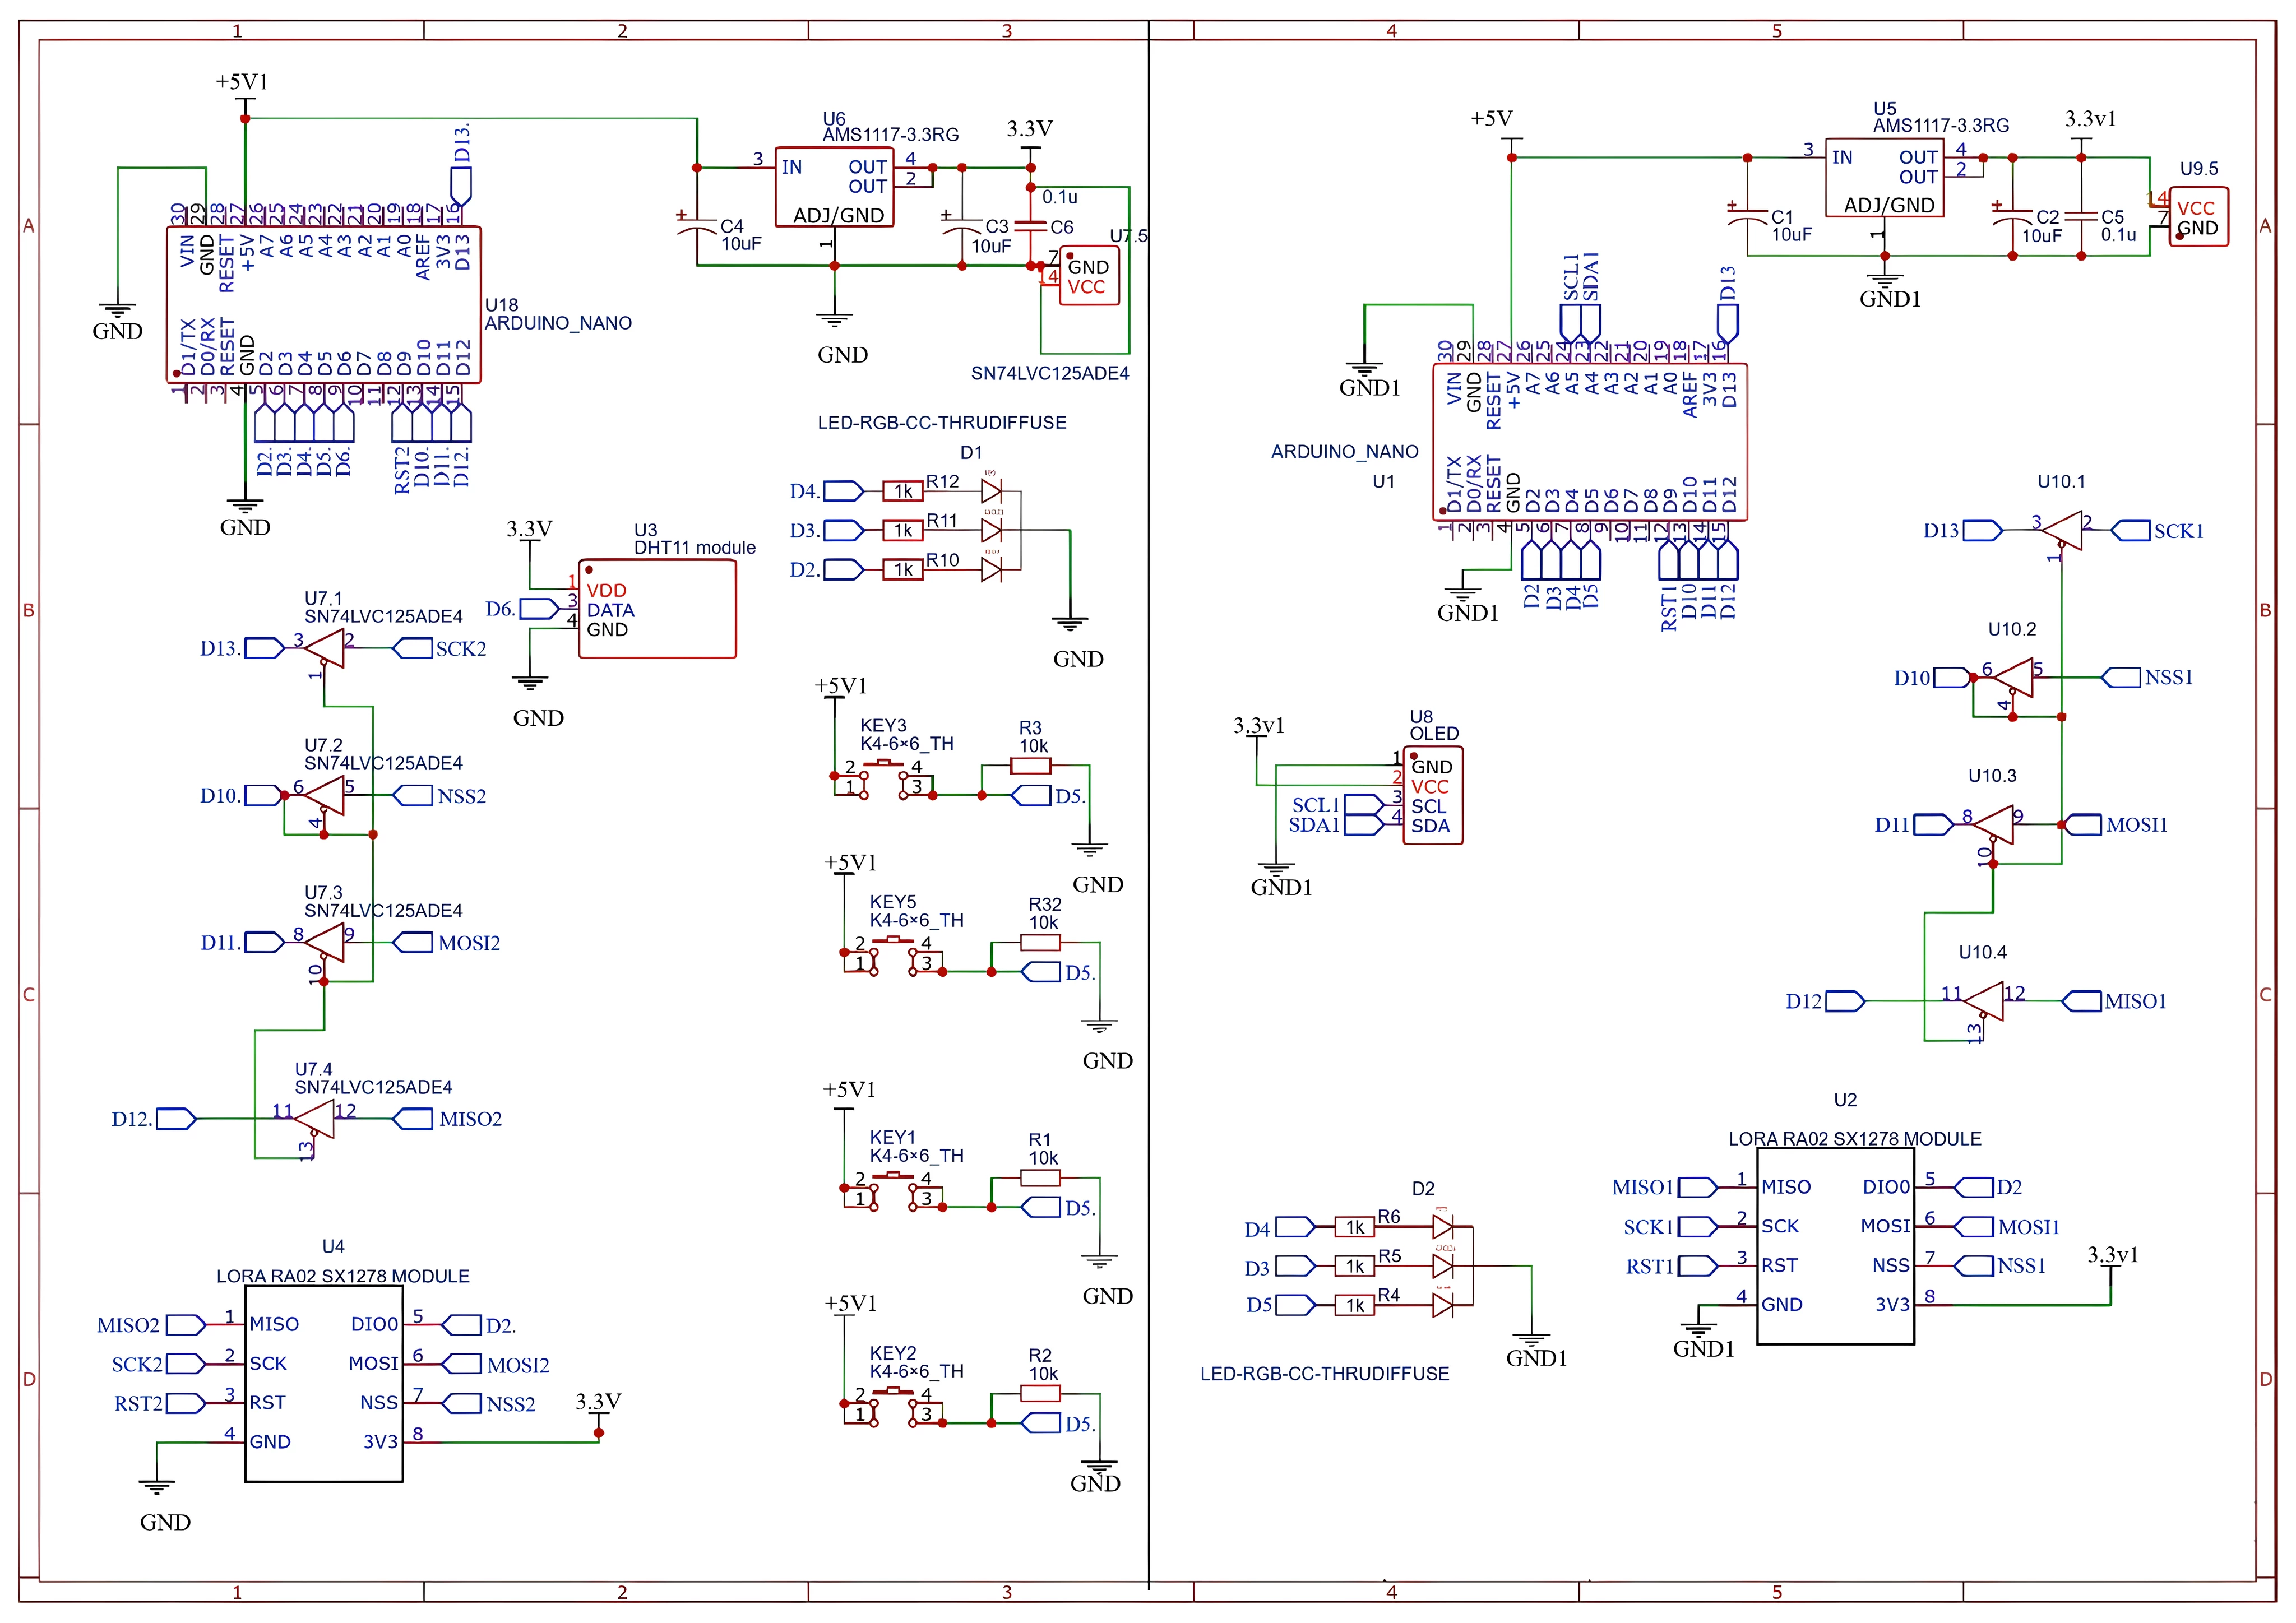 1 2 3 4 5
A
B
C
D
+5V1
D13.
30 29 28 27 26 25 24 23 22 21 20 19 18 17 16
VIN GND RESET +5V A7 A6 A5 A4 A3 A2 A1 A0 AREF 3V3 D13
GND
U18
ARDUINO_NANO
D1/TX D0/RX RESET GND D2 D3 D4 D5 D6 D7 D8 D9 D10 D11 D12
1 2 3 4 5 6 7 8 9 10 11 12 13 14 15
D2. D3. D4. D5. D6. RST2 D10. D11. D12.
GND
U6
AMS1117-3.3RG
3 IN OUT 4
OUT 2
ADJ/GND
1
C4
10uF
C3
10uF
3.3V
0.1u
C6
U7.5
7 GND
14 VCC
GND
SN74LVC125ADE4
LED-RGB-CC-THRUDIFFUSE
D1
D4. 1k R12
D3. 1k R11
D2. 1k R10
GND
3.3V
U3
DHT11 module
1 VDD
D6. 3 DATA
4 GND
GND
U7.1
SN74LVC125ADE4
D13. 3 2 SCK2
1
U7.2
SN74LVC125ADE4
D10. 6 5 NSS2
4
U7.3
SN74LVC125ADE4
D11. 8 9 MOSI2
10
U7.4
SN74LVC125ADE4
D12. 11 12 MISO2
13
+5V1
KEY3
K4-6×6_TH
R3
10k
2 4
1 3 D5.
GND
+5V1
KEY5
K4-6×6_TH
R32
10k
2 4
1 3 D5.
GND
+5V1
KEY1
K4-6×6_TH
R1
10k
2 4
1 3 D5.
GND
+5V1
KEY2
K4-6×6_TH
R2
10k
2 4
1 3 D5.
GND
U4
LORA RA02 SX1278 MODULE
MISO2 1 MISO DIO0 5 D2.
SCK2 2 SCK MOSI 6 MOSI2
RST2 3 RST NSS 7 NSS2
4 GND 3V3 8
3.3V
GND
+5V
U5
AMS1117-3.3RG
3 IN OUT 4
OUT 2
ADJ/GND
1
C1
10uF
C2
10uF
C5
0.1u
3.3v1
U9.5
14 VCC
7 GND
GND1
SCL1 SDA1 D13
30 29 28 27 26 25 24 23 22 21 20 19 18 17 16
VIN GND RESET +5V A7 A6 A5 A4 A3 A2 A1 A0 AREF 3V3 D13
GND1
ARDUINO_NANO
U1
D1/TX D0/RX RESET GND D2 D3 D4 D5 D6 D7 D8 D9 D10 D11 D12
1 2 3 4 5 6 7 8 9 10 11 12 13 14 15
D2 D3 D4 D5 RST1 D10 D11 D12
GND1
U10.1
D13 3 2 SCK1
1
U10.2
D10 6 5 NSS1
4
U10.3
D11 8 9 MOSI1
10
U10.4
D12 11 12 MISO1
13
3.3v1
U8
OLED
1 GND
2 VCC
SCL1 3 SCL
SDA1 4 SDA
GND1
D2
D4 1k R6
D3 1k R5
D5 1k R4
GND1
LED-RGB-CC-THRUDIFFUSE
U2
LORA RA02 SX1278 MODULE
MISO1 1 MISO DIO0 5 D2
SCK1 2 SCK MOSI 6 MOSI1
RST1 3 RST NSS 7 NSS1
4 GND 3V3 8
3.3v1
GND1
A
B
C
D
1 2 3 4 5